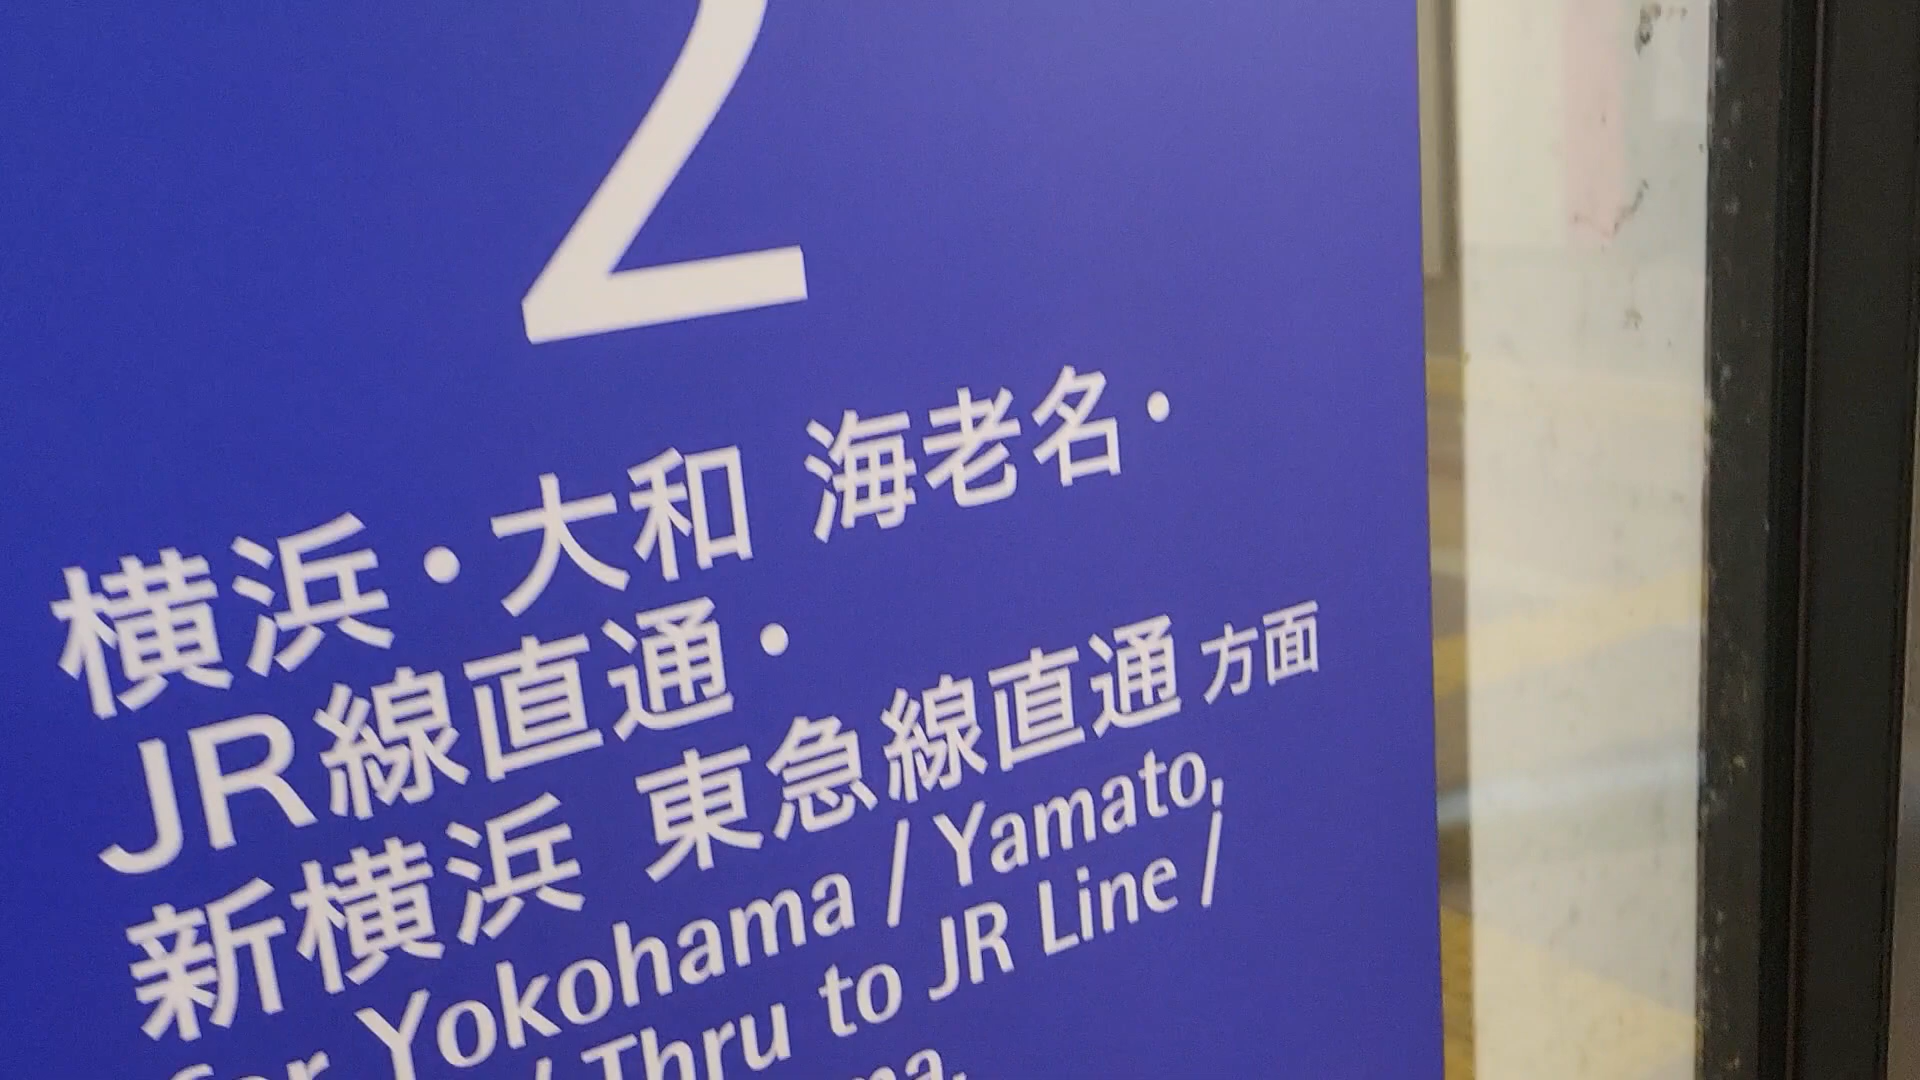 2
横浜・大和 海老名・
JR線直通・
新横浜 東急線直通 方面
for Yokohama / Yamato,
/ Thru to JR Line /